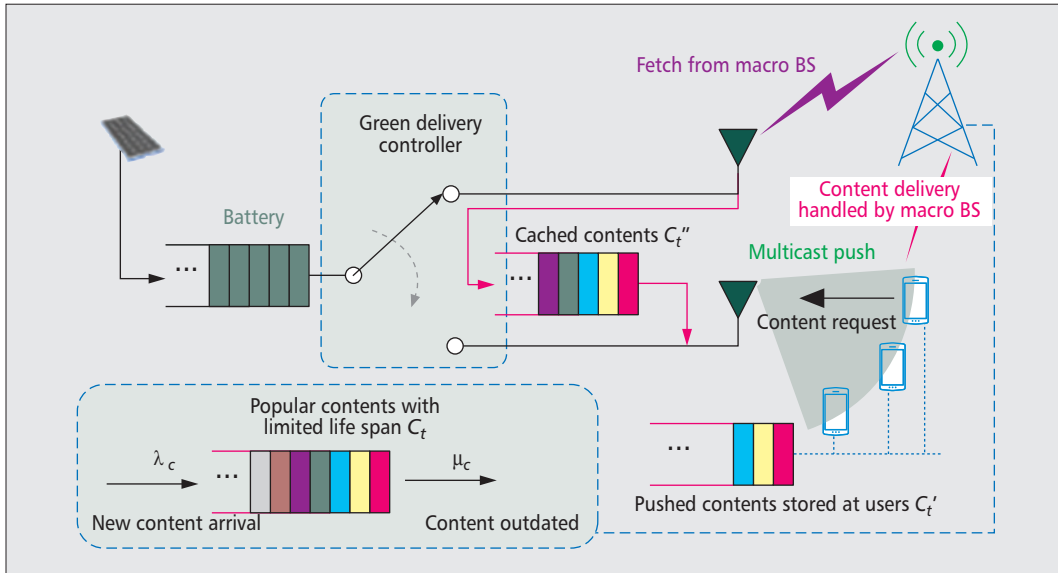 Fetch from macro BS
Green delivery
controller
Content delivery
handled by macro BS
Battery
Cached contents Cₜ″
Multicast push
...
...
Content request
Popular contents with
limited life span Cₜ
...
λ c
...
μc
New content arrival
Content outdated
Pushed contents stored at users Cₜ′